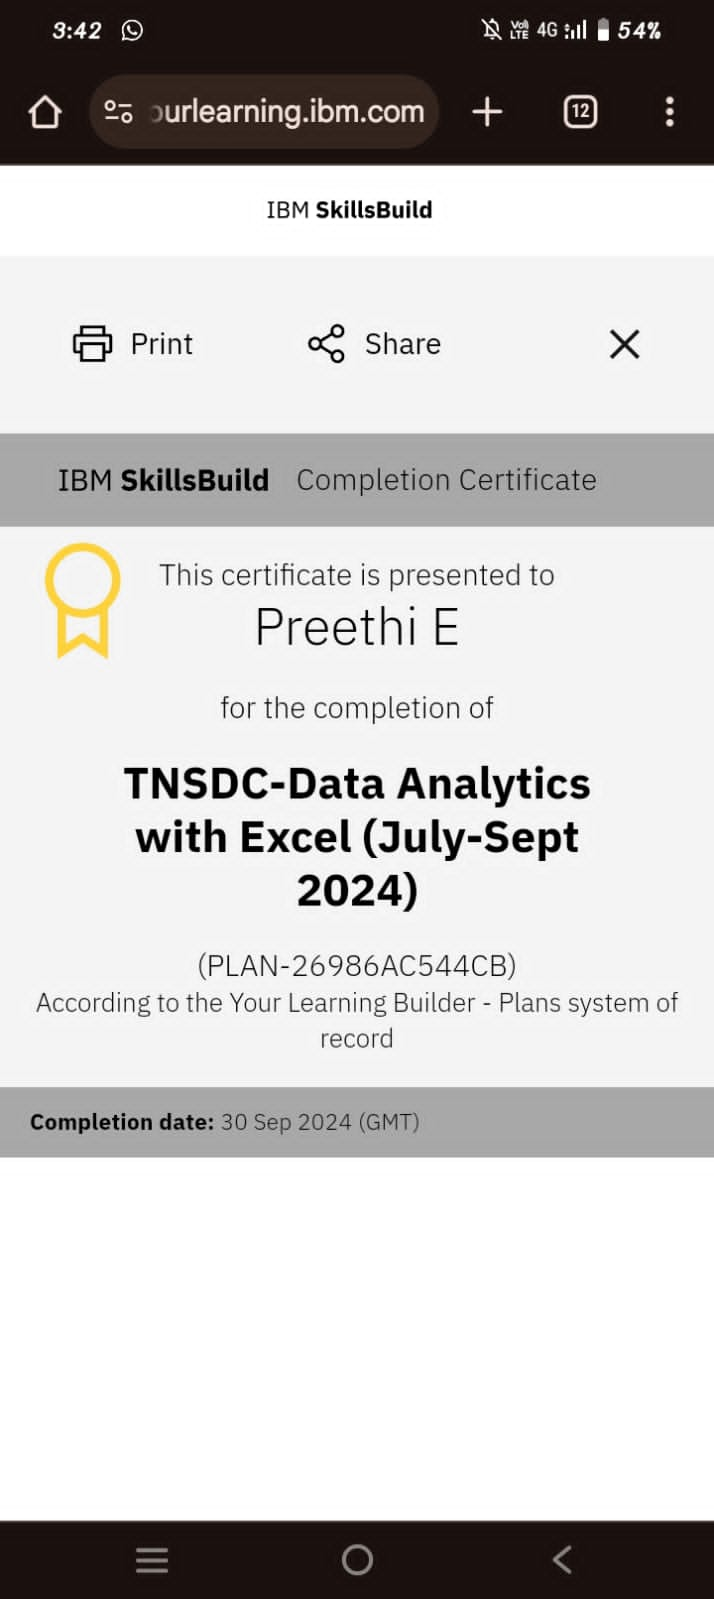 3:42
Vo) LTE 4G 54%
ourlearning.ibm.com
12
IBM SkillsBuild
Print Share
IBM SkillsBuild Completion Certificate
This certificate is presented to
Preethi E
for the completion of
TNSDC-Data Analytics
with Excel (July-Sept
2024)
(PLAN-26986AC544CB)
According to the Your Learning Builder - Plans system of
record
Completion date: 30 Sep 2024 (GMT)